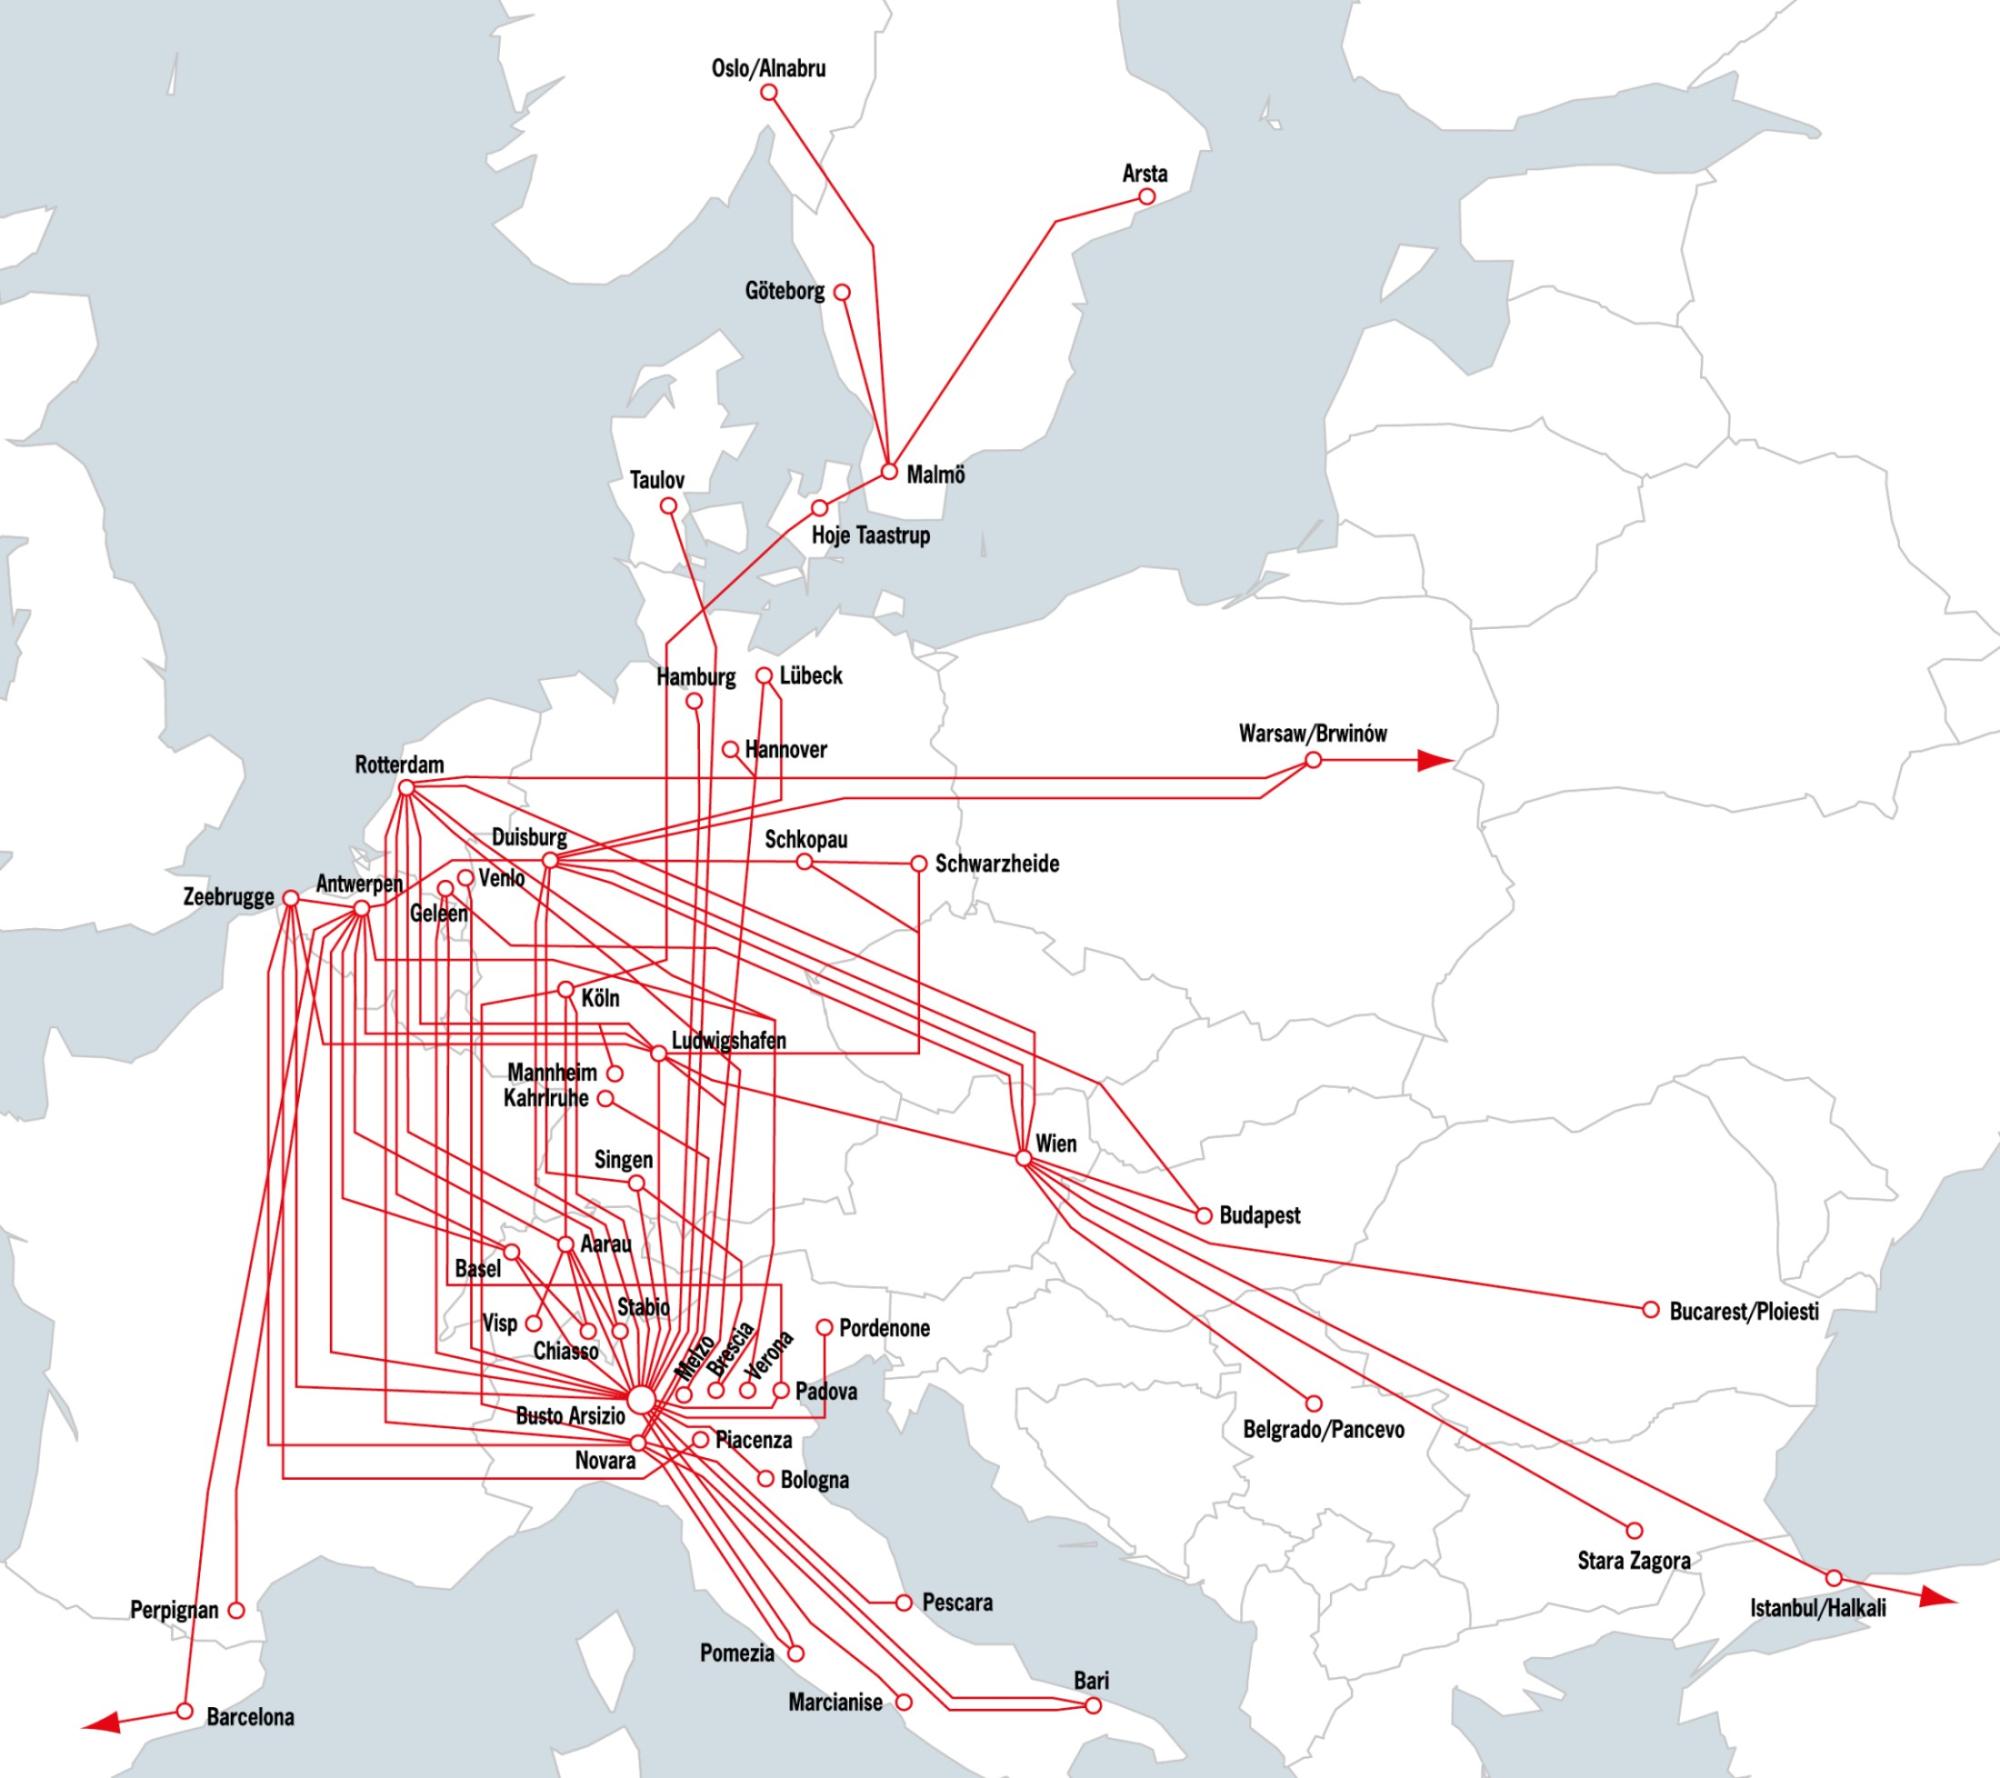 Oslo/Alnabru
Arsta
Göteborg
Malmö
Taulov
Hoje Taastrup
Hamburg
Lübeck
Warsaw/Brwinów
Hannover
Rotterdam
Duisburg
Schkopau
Schwarzheide
Venlo
Antwerpen
Zeebrugge
Geleen
Köln
Ludwigshafen
Mannheim
Kahrlruhe
Wien
Singen
Budapest
Aarau
Basel
Stabio
Visp
Bucarest/Ploiesti
Pordenone
Chiasso
Melzo
Brescia
Verona
Padova
Busto Arsizio
Belgrado/Pancevo
Piacenza
Novara
Bologna
Stara Zagora
Pescara
Istanbul/Halkali
Perpignan
Pomezia
Bari
Marcianise
Barcelona